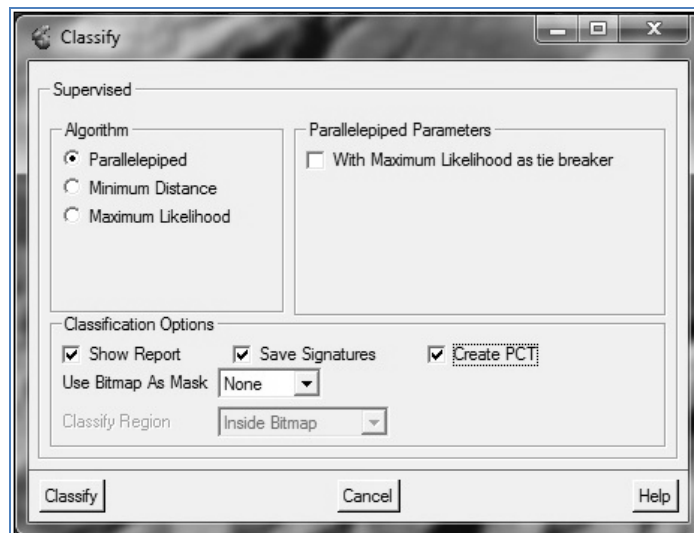 Classify
Supervised
Algorithm
Parallelepiped
Minimum Distance
Maximum Likelihood
Parallelepiped Parameters
With Maximum Likelihood as tie breaker
Classification Options
Show Report Save Signatures Create PCT
Use Bitmap As Mask None
Classify Region Inside Bitmap
Classify Cancel Help